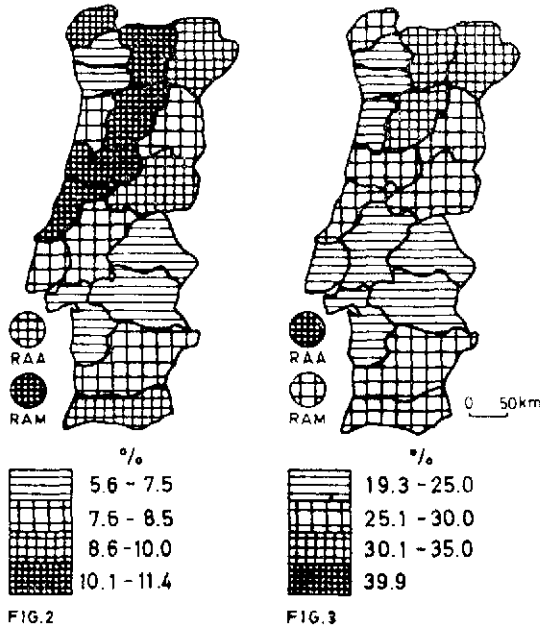 RAA
RAM
RAA
RAM
0 50km
%
5.6 - 7.5
7.6 - 8.5
8.6 - 10.0
10.1 - 11.4
FIG.2
%
19.3 - 25.0
25.1 - 30.0
30.1 - 35.0
39.9
FIG.3